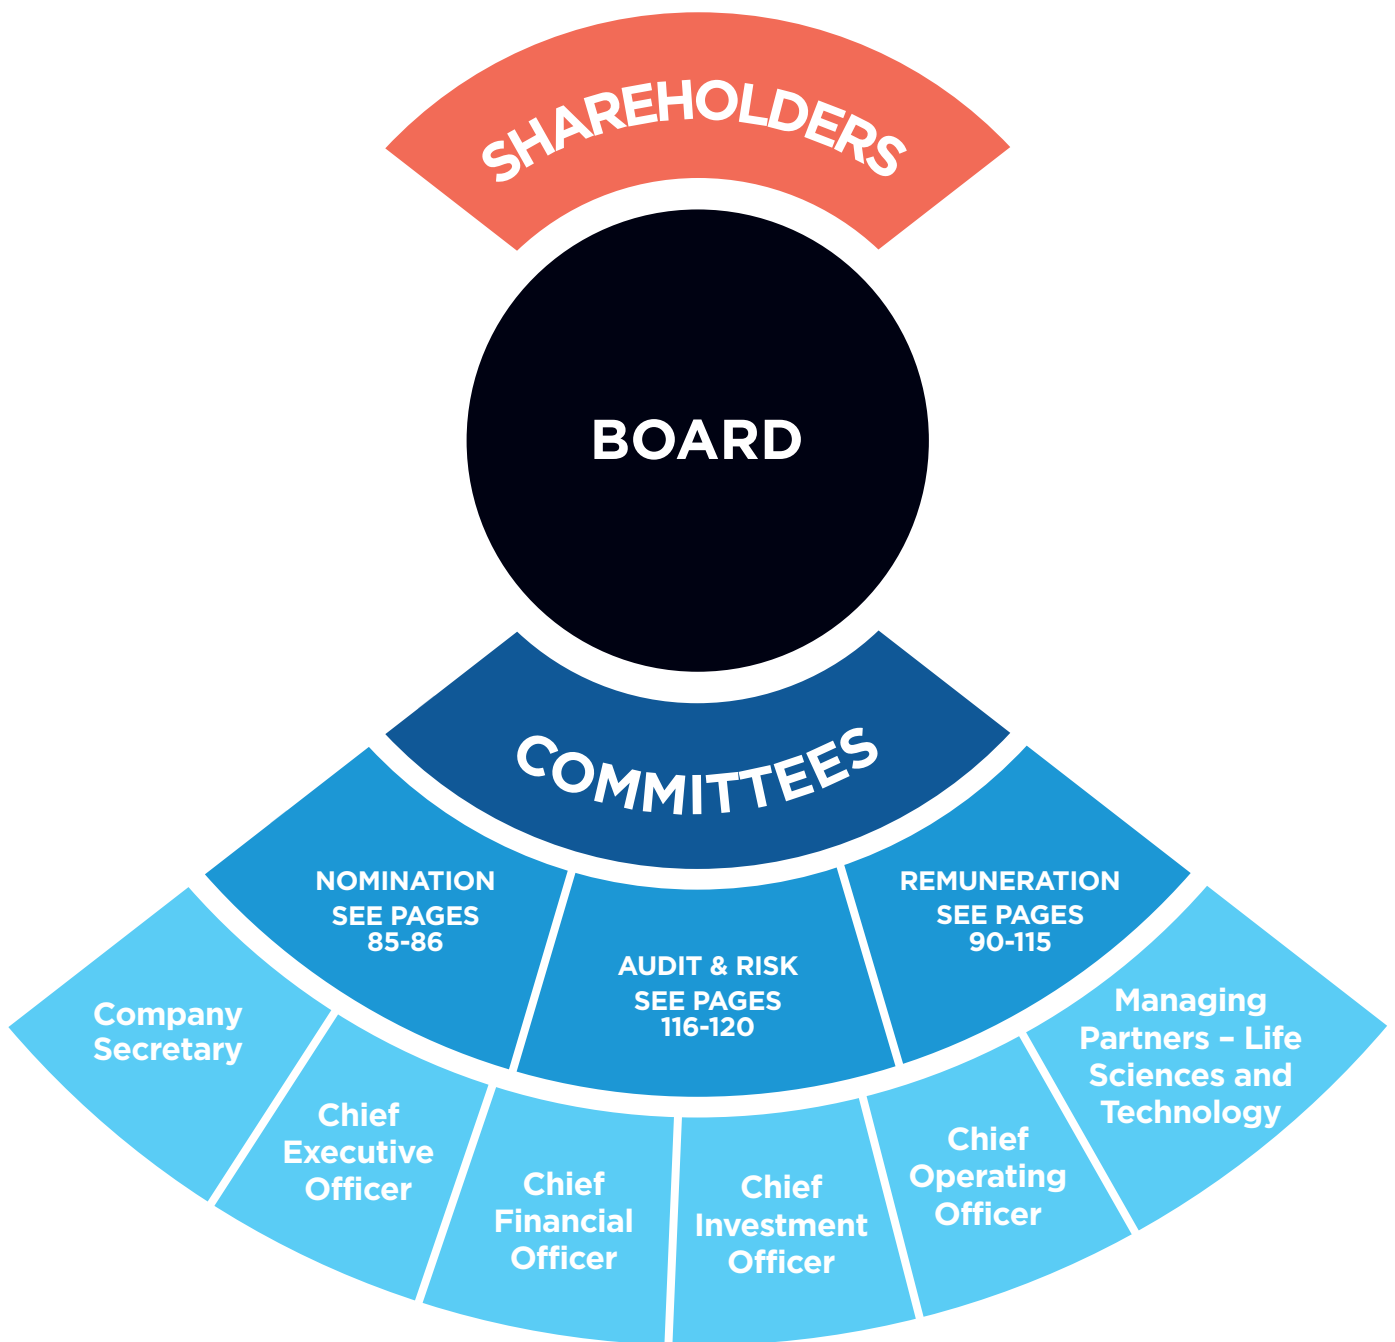 SHAREHOLDERS
BOARD
COMMITTEES
NOMINATION
SEE PAGES
85-86
AUDIT & RISK
SEE PAGES
116-120
REMUNERATION
SEE PAGES
90-115
Company
Secretary
Chief
Executive
Officer
Chief
Financial
Officer
Chief
Investment
Officer
Chief
Operating
Officer
Managing
Partners – Life
Sciences and
Technology